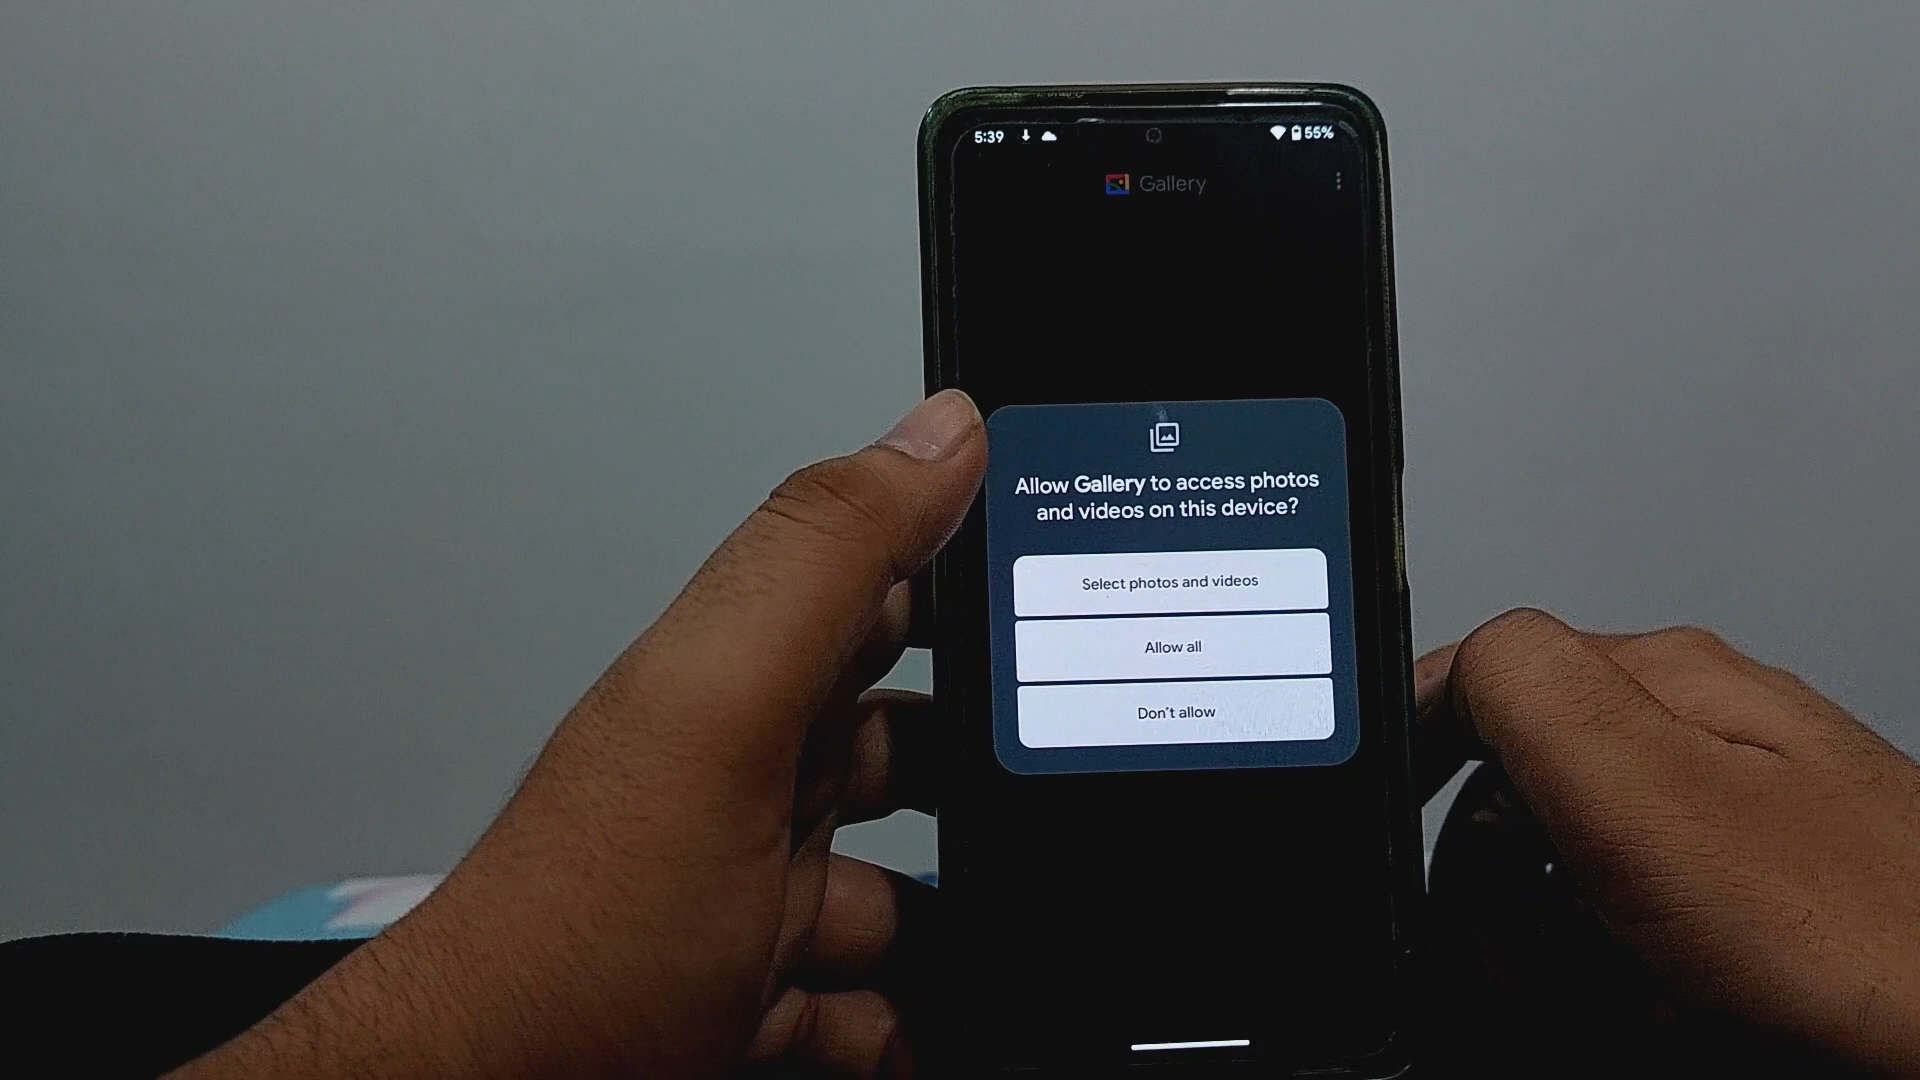 5:39 55%
Gallery
Allow Gallery to access photos
and videos on this device?
Select photos and videos
Allow all
Don't allow